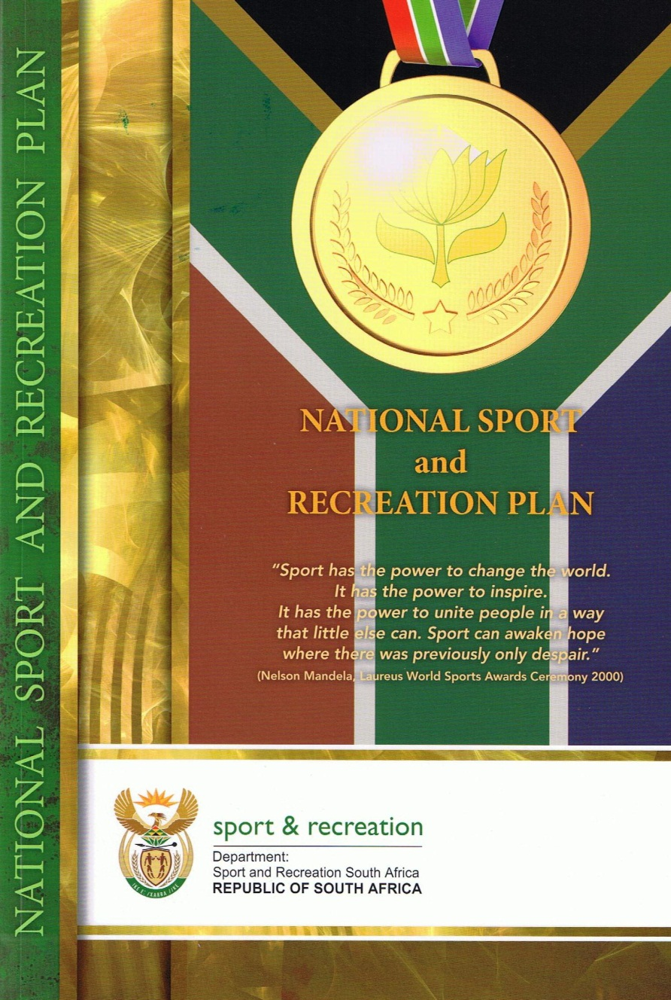 NATIONAL SPORT AND RECREATION PLAN
NATIONAL SPORT
and
RECREATION PLAN
“Sport has the power to change the world.
It has the power to inspire.
It has the power to unite people in a way
that little else can. Sport can awaken hope
where there was previously only despair.”
(Nelson Mandela, Laureus World Sports Awards Ceremony 2000)
sport & recreation
Department:
Sport and Recreation South Africa
REPUBLIC OF SOUTH AFRICA
!KE E: /XARRA //KE